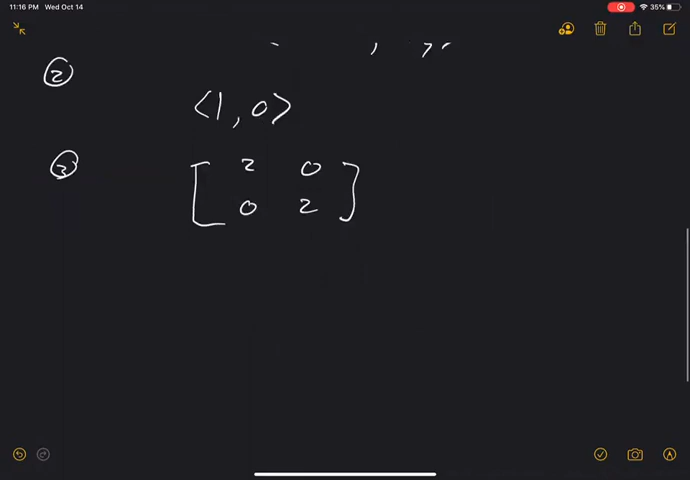 11:16 PM Wed Oct 14
35%
②
<1, 0>
③
[ 2 0
0 2 ]